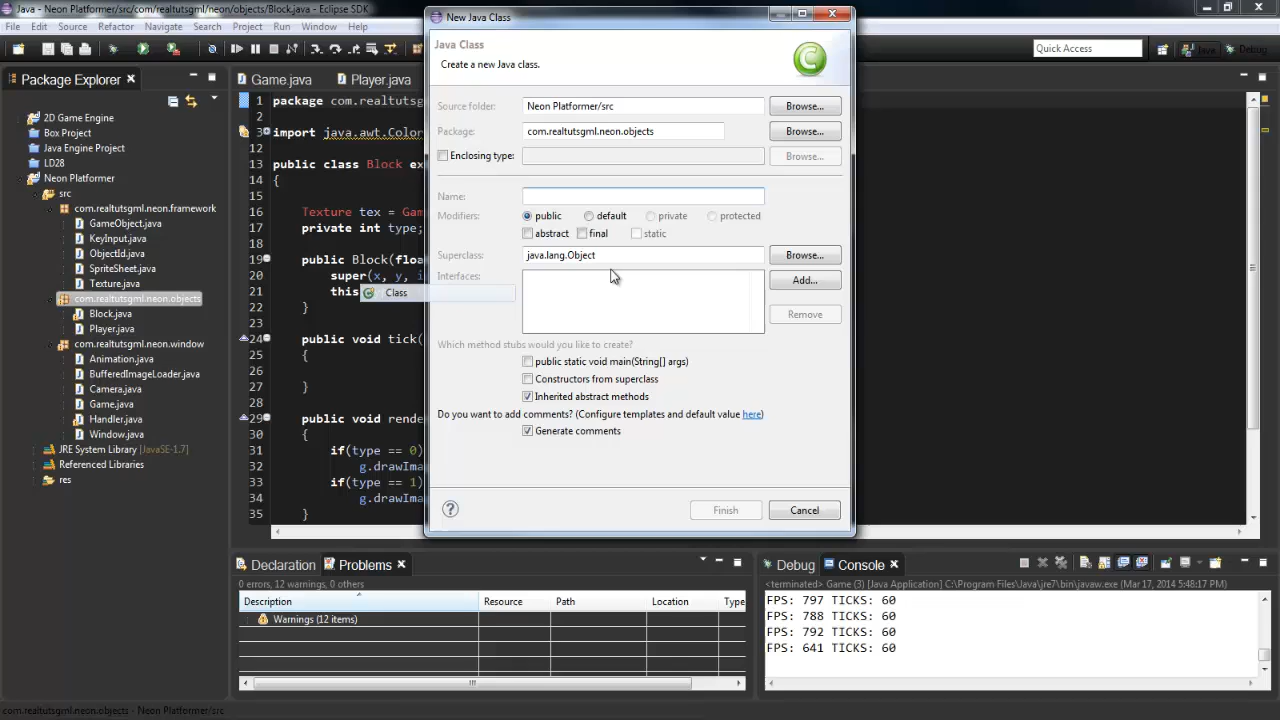 Java - Neon Platformer/src/com/realtutsgml/neon/objects/Block.java - Eclipse SDK
File Edit Source Refactor Navigate Search Project Run Window Help
Quick Access
Java
Debug
Package Explorer
2D Game Engine
Box Project
Java Engine Project
LD28
Neon Platformer
src
com.realtutsgml.neon.framework
GameObject.java
KeyInput.java
ObjectId.java
SpriteSheet.java
Texture.java
com.realtutsgml.neon.objects
Block.java
Player.java
com.realtutsgml.neon.window
Animation.java
BufferedImageLoader.java
Camera.java
Game.java
Handler.java
Window.java
JRE System Library [JavaSE-1.7]
Referenced Libraries
res
Game.java Player.java
1 package com.realtutsg
2
3 import java.awt.Color
12
13 public class Block ex
14 {
15
16 Texture tex = Gam
17 private int type;
18
19 public Block(floa
20 super(x, y, i
21 this
22 }
23
24 public void tick(
25 {
26
27 }
28
29 public void rende
30 {
31 if(type == 0)
32 g.drawIma
33 if(type == 1)
34 g.drawIma
35 }
Class
New Java Class
Java Class
Create a new Java class.
Source folder: Neon Platformer/src Browse...
Package: com.realtutsgml.neon.objects Browse...
Enclosing type: Browse...
Name:
Modifiers: public default private protected
abstract final static
Superclass: java.lang.Object Browse...
Interfaces: Add...
Remove
Which method stubs would you like to create?
public static void main(String[] args)
Constructors from superclass
Inherited abstract methods
Do you want to add comments? (Configure templates and default value here)
Generate comments
? Finish Cancel
Declaration Problems
0 errors, 12 warnings, 0 others
Description Resource Path Location Type
Warnings (12 items)
Debug Console
<terminated> Game (3) [Java Application] C:\Program Files\Java\jre7\bin\javaw.exe (Mar 17, 2014 5:48:17 PM)
FPS: 797 TICKS: 60
FPS: 788 TICKS: 60
FPS: 792 TICKS: 60
FPS: 641 TICKS: 60
com.realtutsgml.neon.objects - Neon Platformer/src